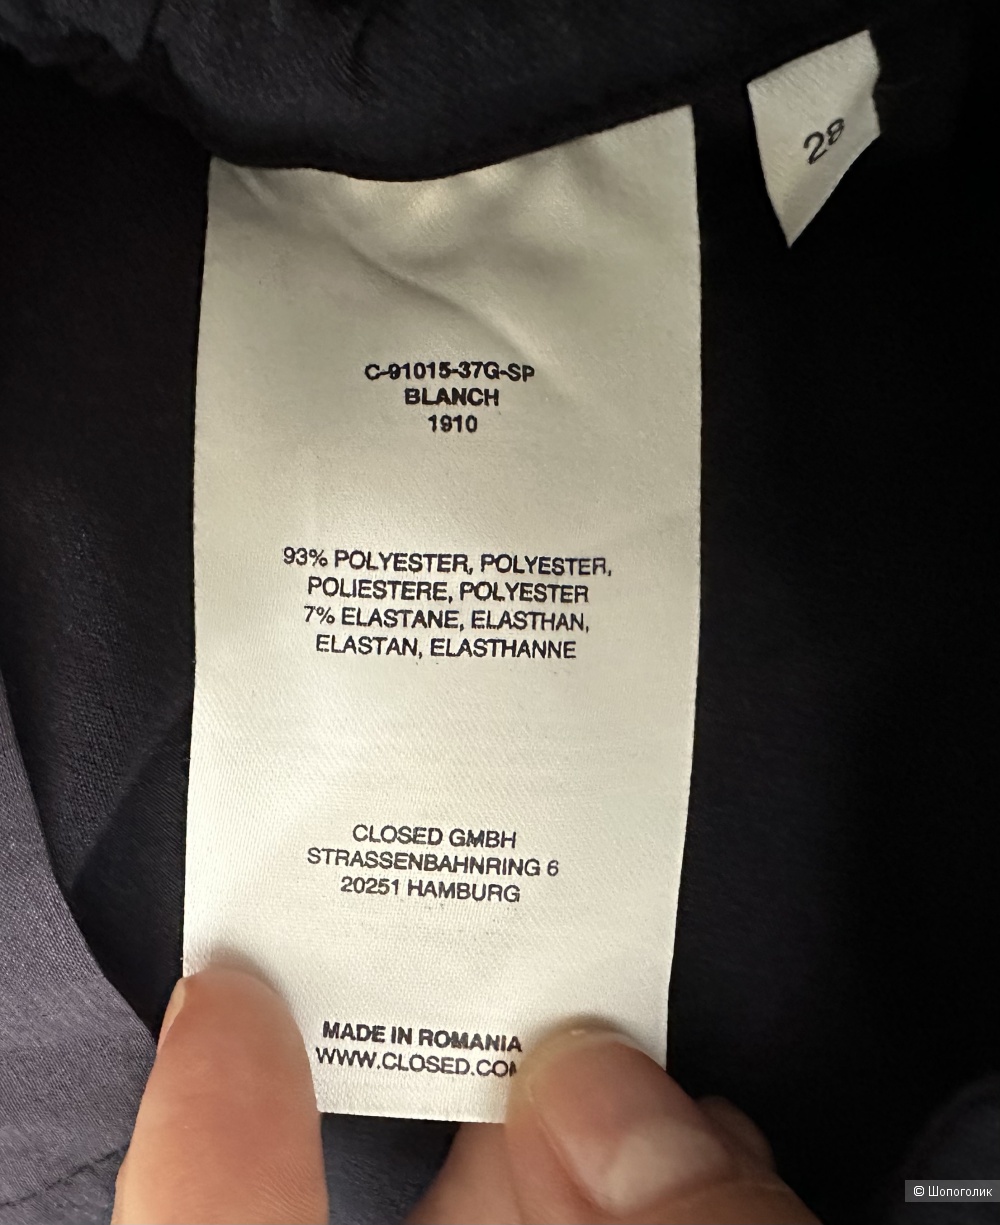 28
C-91015-37G-SP
BLANCH
1910
93% POLYESTER, POLYESTER,
POLIESTERE, POLYESTER
7% ELASTANE, ELASTHAN,
ELASTAN, ELASTHANNE
CLOSED GMBH
STRASSENBAHNRING 6
20251 HAMBURG
MADE IN ROMANIA
WWW.CLOSED.COM
© Шопоголик